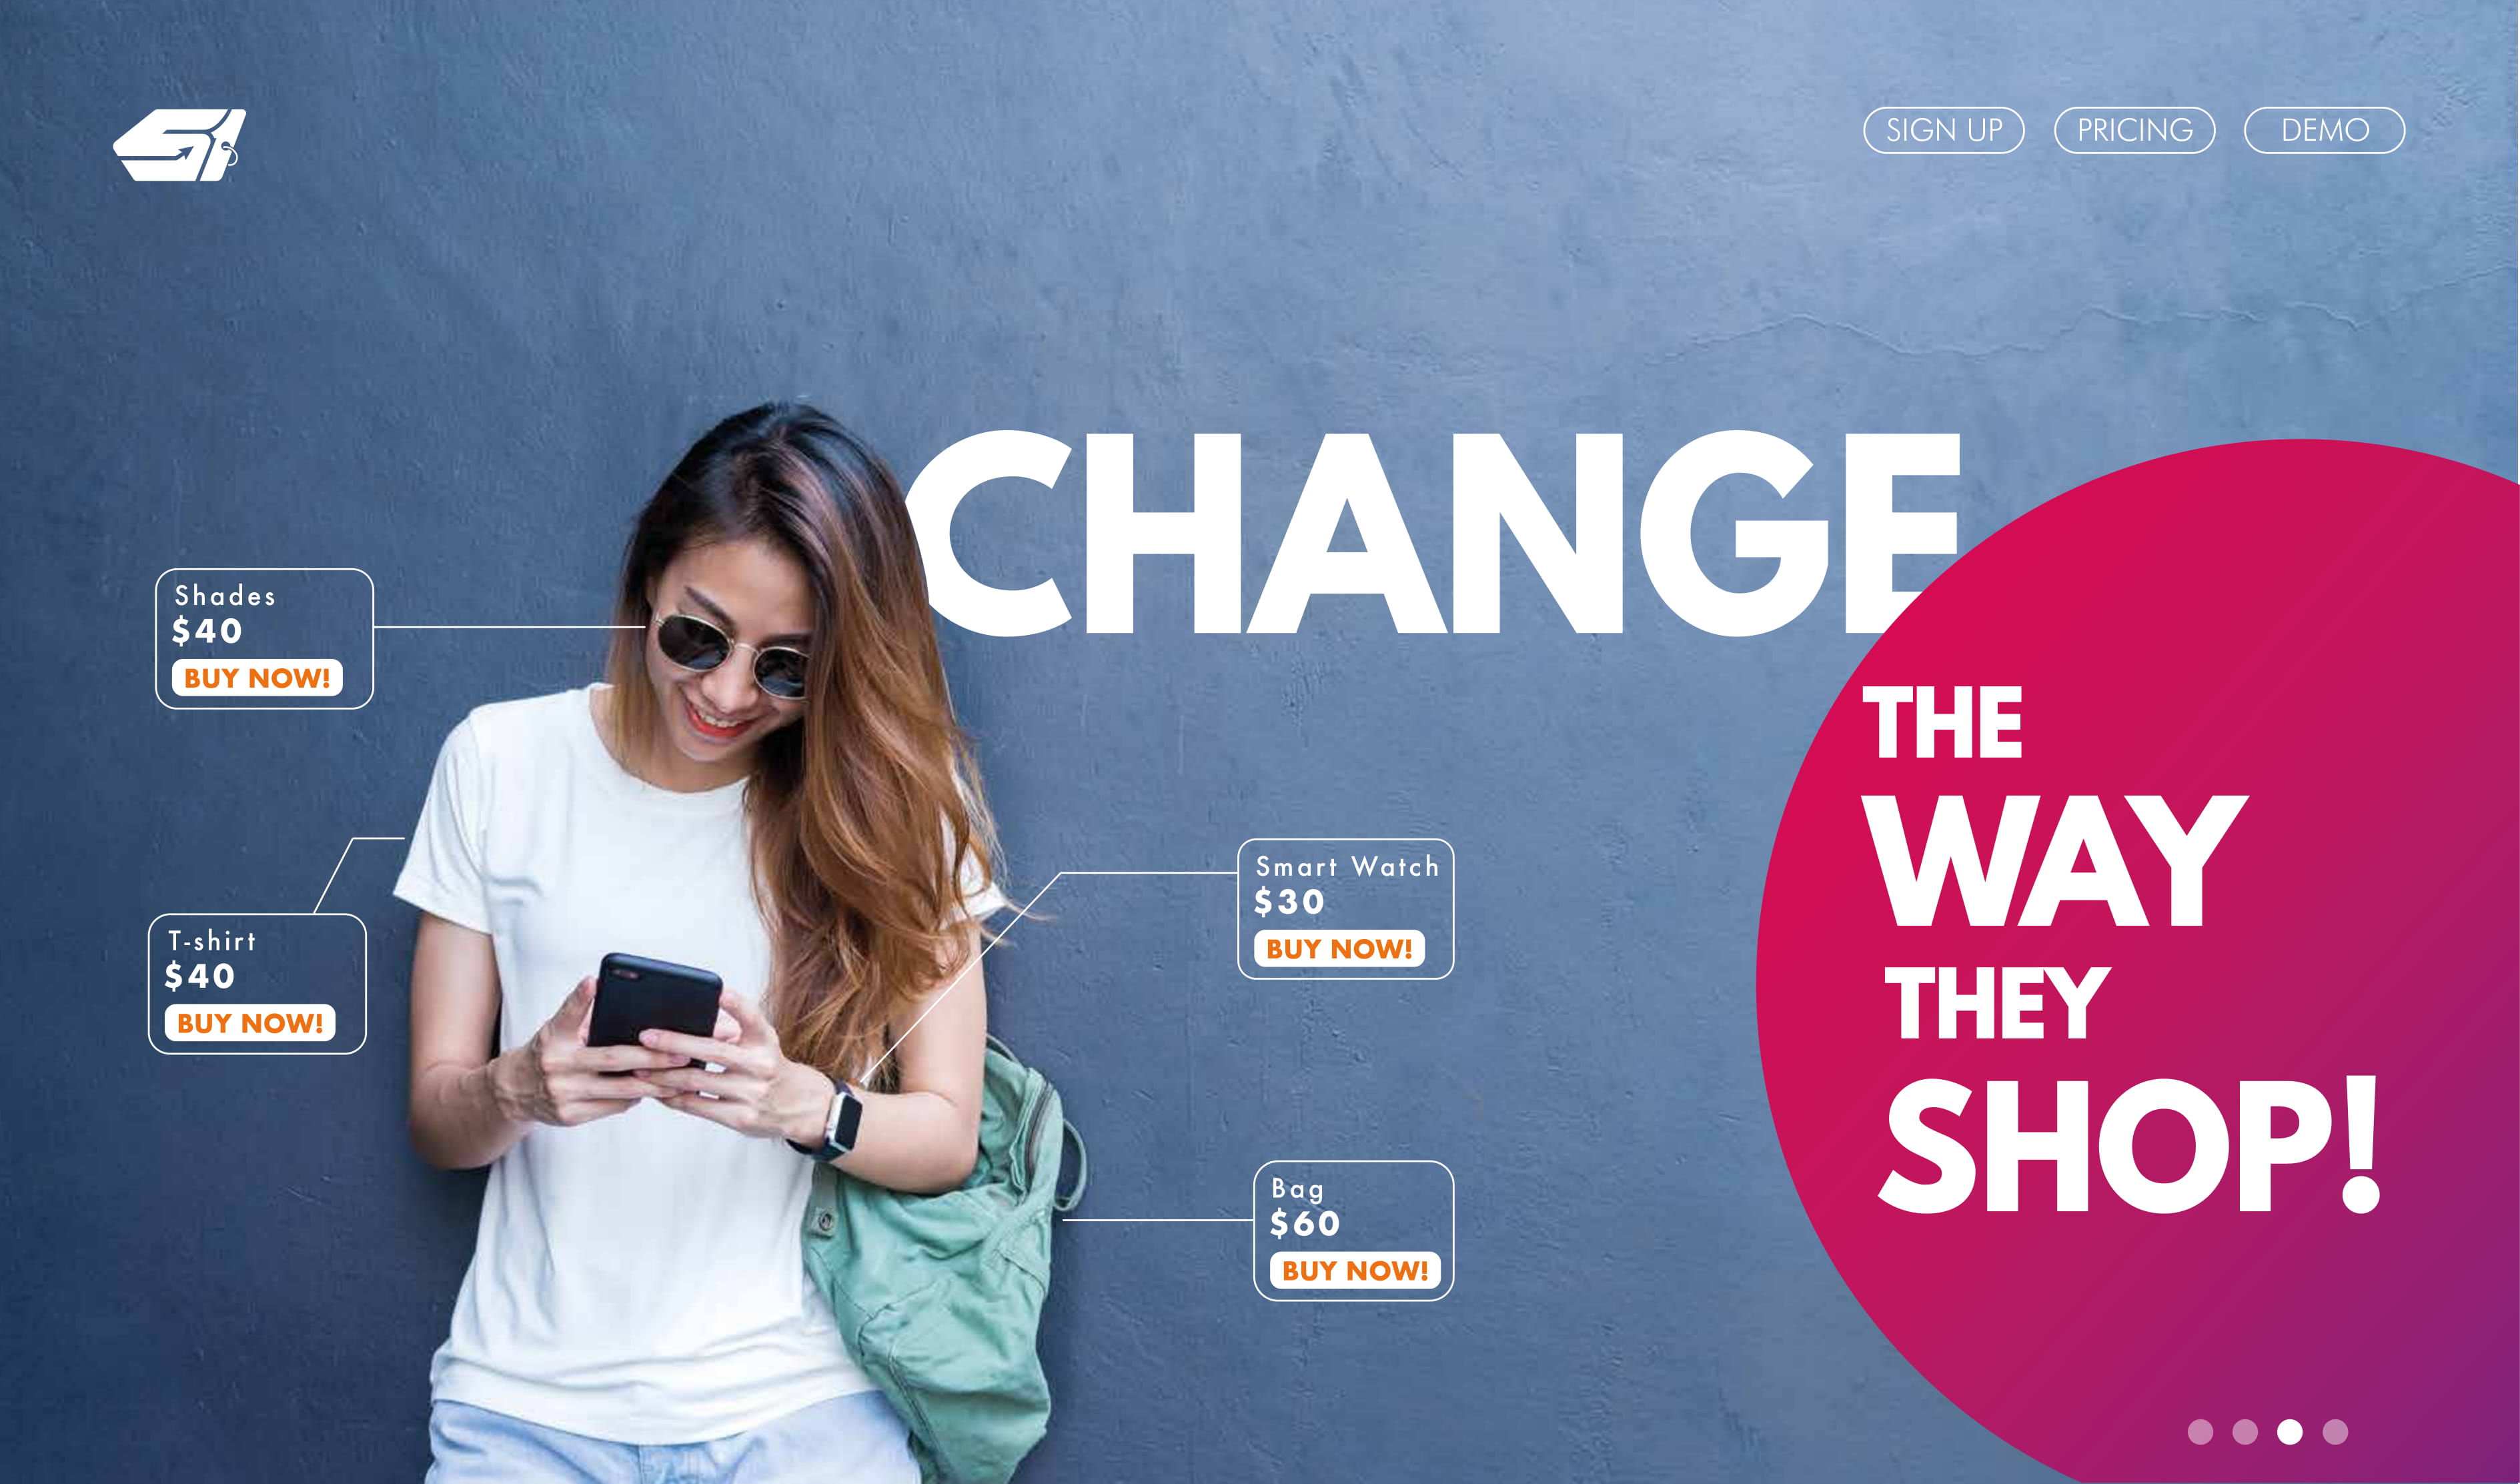 SIGN UP
PRICING
DEMO
CHANGE
THE
WAY
THEY
SHOP!
Shades
$40
BUY NOW!
T-shirt
$40
BUY NOW!
Smart Watch
$30
BUY NOW!
Bag
$60
BUY NOW!